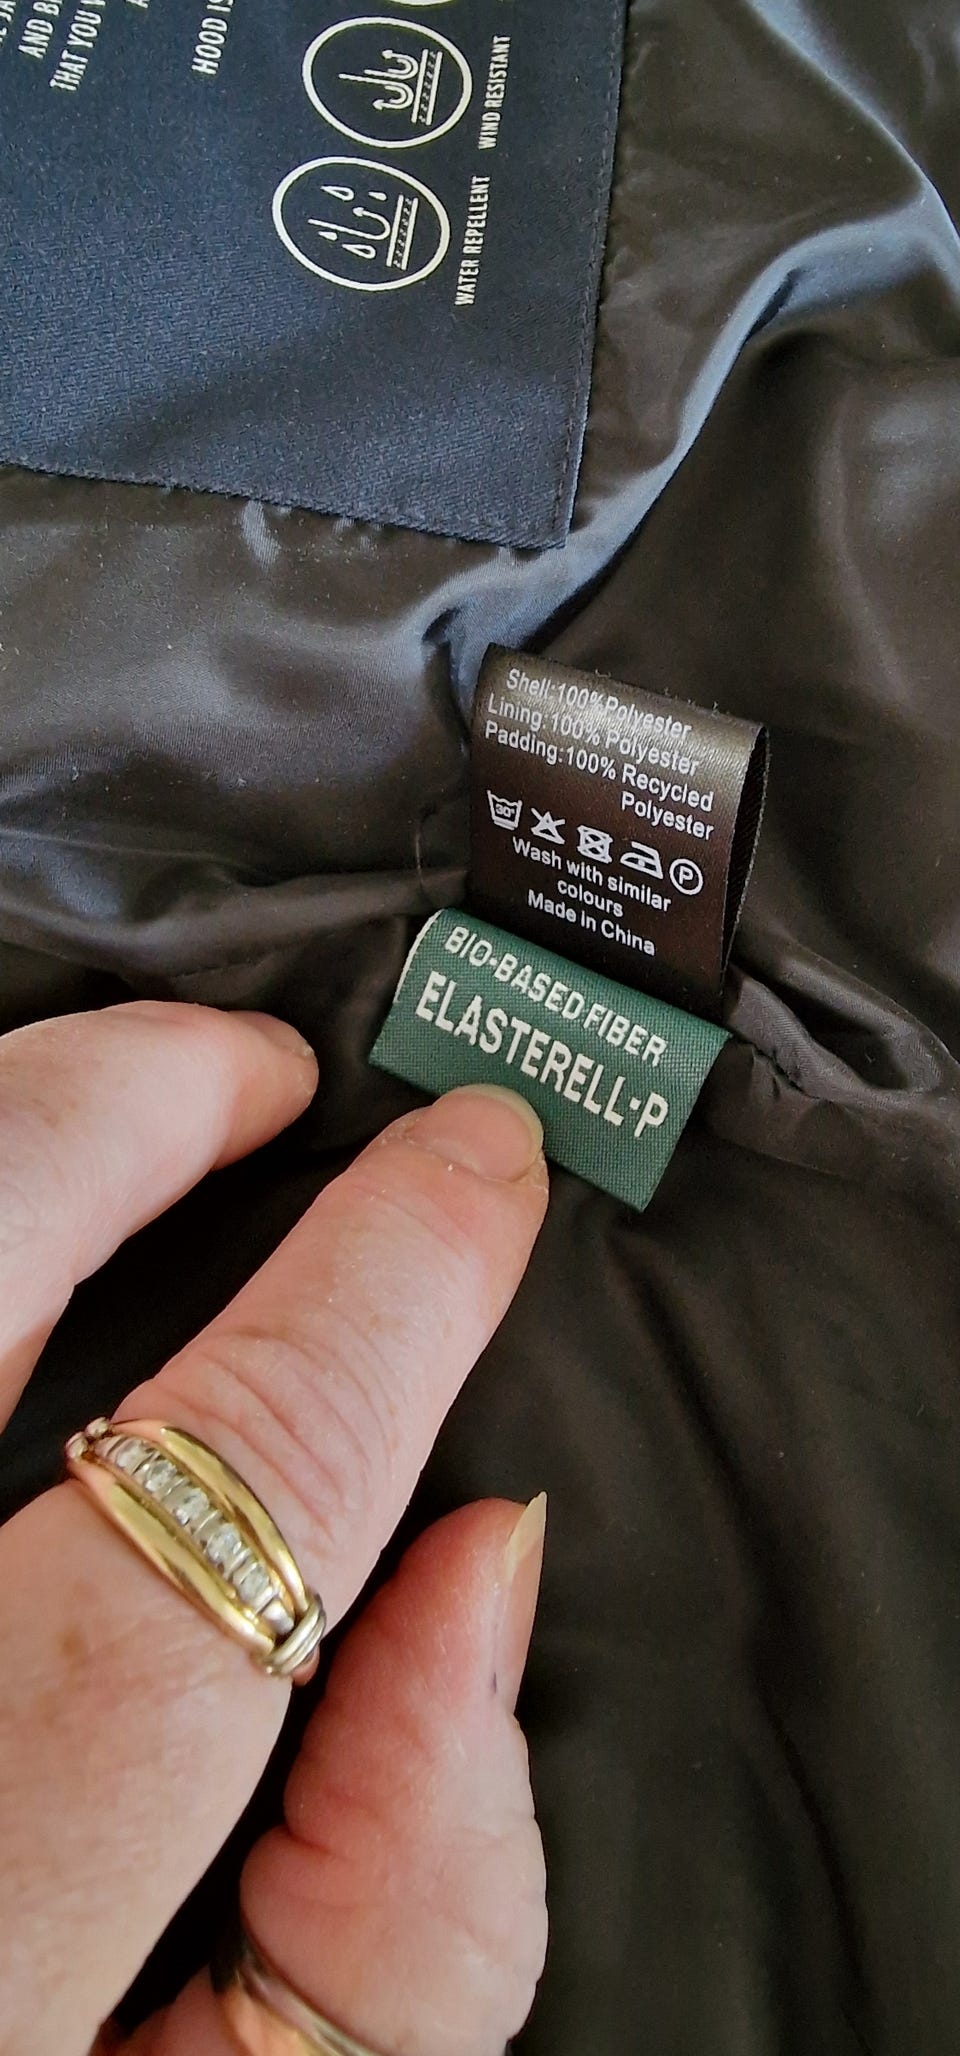 AND B
THAT YOU
HOOD IS
WIND RESISTANT
WATER REPELLENT
Shell:100%Polyester
Lining:100% Polyester
Padding:100% Recycled
Polyester
30°
P
Wash with similar
colours
Made in China
BIO-BASED FIBER
ELASTERELL-P